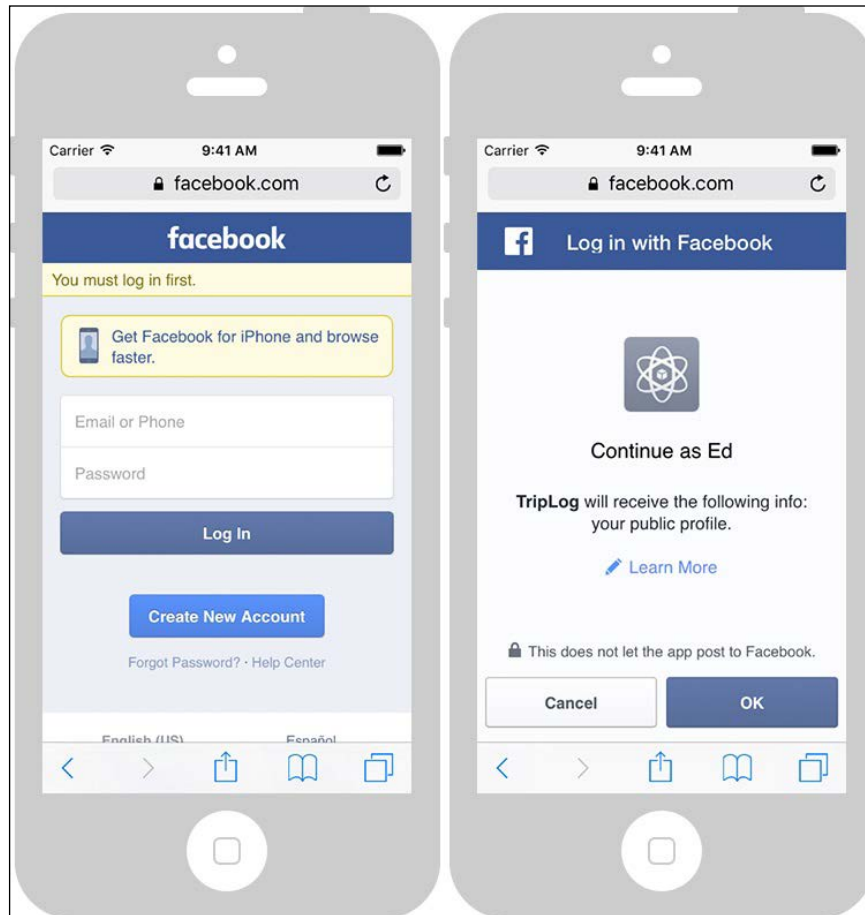 Carrier 9:41 AM
facebook.com
facebook
You must log in first.
Get Facebook for iPhone and browse
faster.
Email or Phone
Password
Log In
Create New Account
Forgot Password? · Help Center
English (US) Español
Carrier 9:41 AM
facebook.com
f Log in with Facebook
Continue as Ed
TripLog will receive the following info:
your public profile.
Learn More
This does not let the app post to Facebook.
Cancel OK